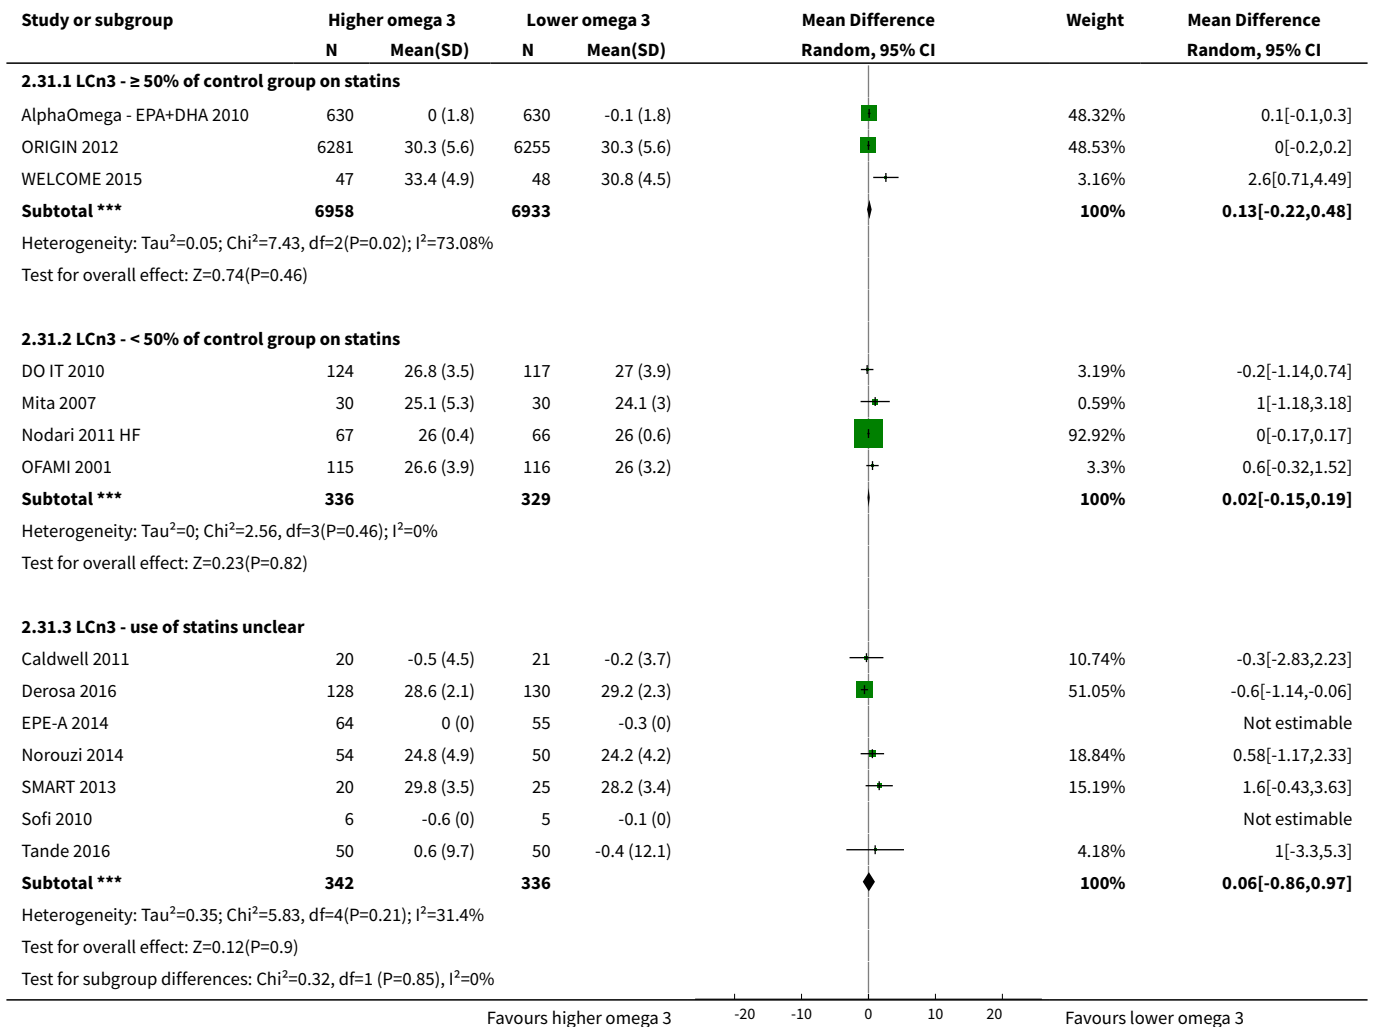 Study or subgroup Higher omega 3 Lower omega 3 Mean Difference Weight Mean Difference
N Mean(SD) N Mean(SD) Random, 95% CI Random, 95% CI
2.31.1 LCn3 - ≥ 50% of control group on statins
AlphaOmega - EPA+DHA 2010 630 0 (1.8) 630 -0.1 (1.8) 48.32% 0.1[-0.1,0.3]
ORIGIN 2012 6281 30.3 (5.6) 6255 30.3 (5.6) 48.53% 0[-0.2,0.2]
WELCOME 2015 47 33.4 (4.9) 48 30.8 (4.5) 3.16% 2.6[0.71,4.49]
Subtotal *** 6958 6933 100% 0.13[-0.22,0.48]
Heterogeneity: Tau²=0.05; Chi²=7.43, df=2(P=0.02); I²=73.08%
Test for overall effect: Z=0.74(P=0.46)
2.31.2 LCn3 - < 50% of control group on statins
DO IT 2010 124 26.8 (3.5) 117 27 (3.9) 3.19% -0.2[-1.14,0.74]
Mita 2007 30 25.1 (5.3) 30 24.1 (3) 0.59% 1[-1.18,3.18]
Nodari 2011 HF 67 26 (0.4) 66 26 (0.6) 92.92% 0[-0.17,0.17]
OFAMI 2001 115 26.6 (3.9) 116 26 (3.2) 3.3% 0.6[-0.32,1.52]
Subtotal *** 336 329 100% 0.02[-0.15,0.19]
Heterogeneity: Tau²=0; Chi²=2.56, df=3(P=0.46); I²=0%
Test for overall effect: Z=0.23(P=0.82)
2.31.3 LCn3 - use of statins unclear
Caldwell 2011 20 -0.5 (4.5) 21 -0.2 (3.7) 10.74% -0.3[-2.83,2.23]
Derosa 2016 128 28.6 (2.1) 130 29.2 (2.3) 51.05% -0.6[-1.14,-0.06]
EPE-A 2014 64 0 (0) 55 -0.3 (0) Not estimable
Norouzi 2014 54 24.8 (4.9) 50 24.2 (4.2) 18.84% 0.58[-1.17,2.33]
SMART 2013 20 29.8 (3.5) 25 28.2 (3.4) 15.19% 1.6[-0.43,3.63]
Sofi 2010 6 -0.6 (0) 5 -0.1 (0) Not estimable
Tande 2016 50 0.6 (9.7) 50 -0.4 (12.1) 4.18% 1[-3.3,5.3]
Subtotal *** 342 336 100% 0.06[-0.86,0.97]
Heterogeneity: Tau²=0.35; Chi²=5.83, df=4(P=0.21); I²=31.4%
Test for overall effect: Z=0.12(P=0.9)
Test for subgroup differences: Chi²=0.32, df=1 (P=0.85), I²=0%
Favours higher omega 3 -20 -10 0 10 20 Favours lower omega 3